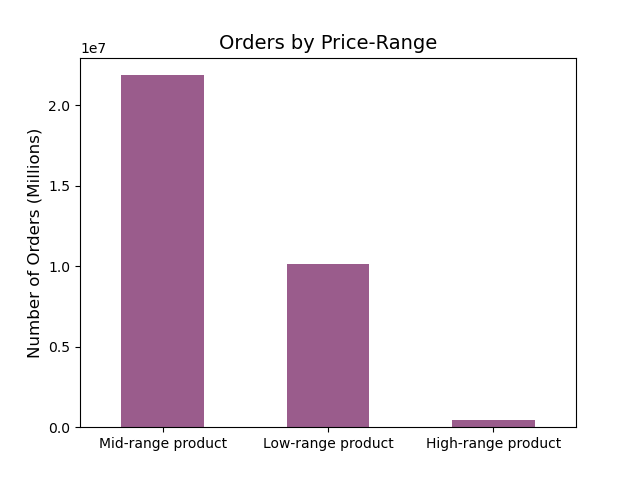 Orders by Price-Range
1e7
2.0
1.5
1.0
0.5
0.0
Number of Orders (Millions)
Mid-range product
Low-range product
High-range product